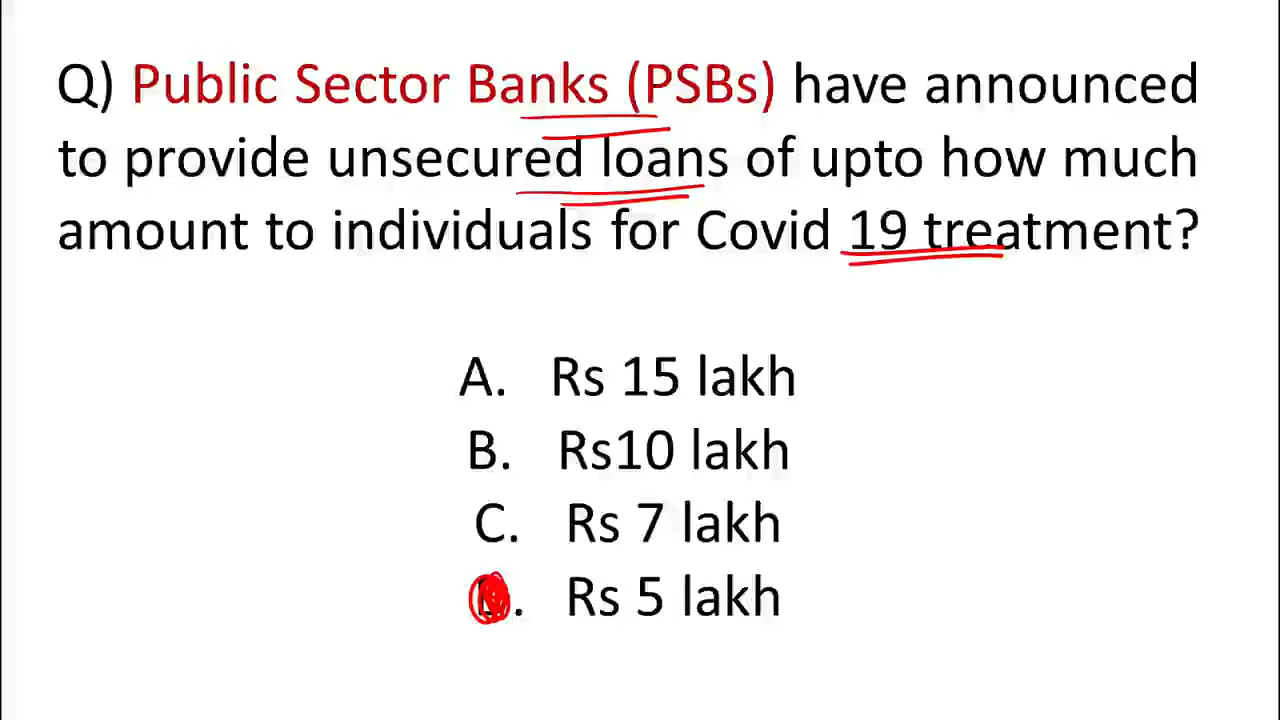 Q) Public Sector Banks (PSBs) have announced
to provide unsecured loans of upto how much
amount to individuals for Covid 19 treatment?
A. Rs 15 lakh
B. Rs10 lakh
C. Rs 7 lakh
D. Rs 5 lakh